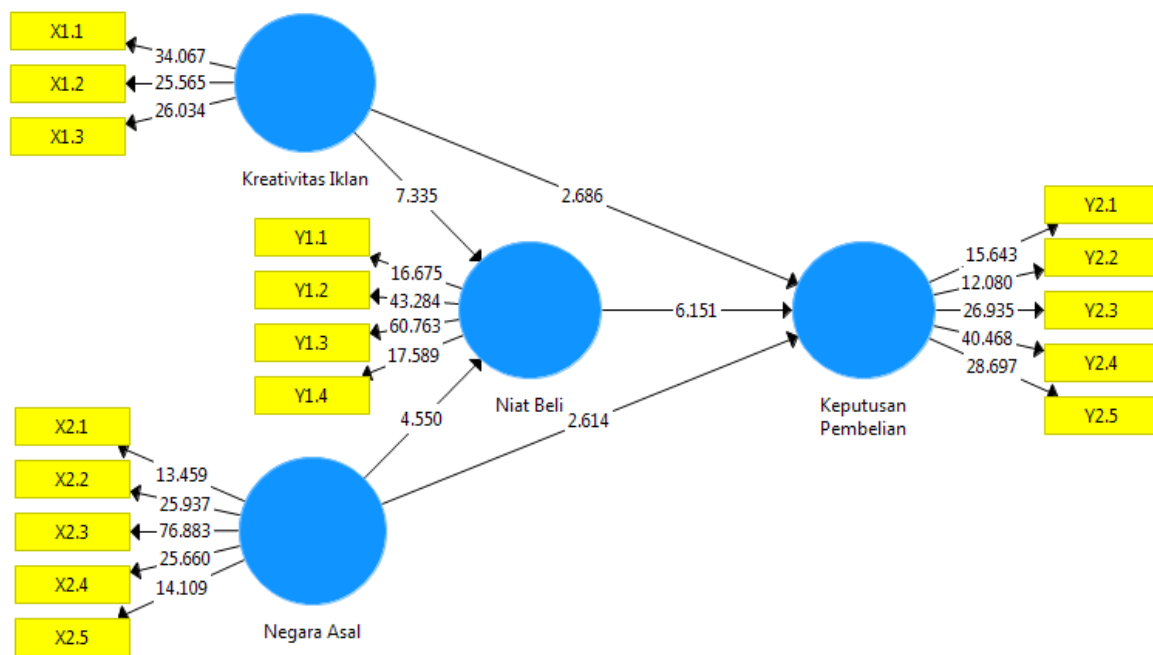 X1.1
34.067
X1.2
25.565
X1.3
26.034
Kreativitas Iklan
7.335
2.686
Y1.1
16.675
Y1.2
43.284
Y1.3
60.763
Y1.4
17.589
Niat Beli
6.151
4.550
2.614
Y2.1
15.643
Y2.2
12.080
Y2.3
26.935
Y2.4
40.468
Y2.5
28.697
Keputusan
Pembelian
X2.1
13.459
X2.2
25.937
X2.3
76.883
X2.4
25.660
X2.5
14.109
Negara Asal